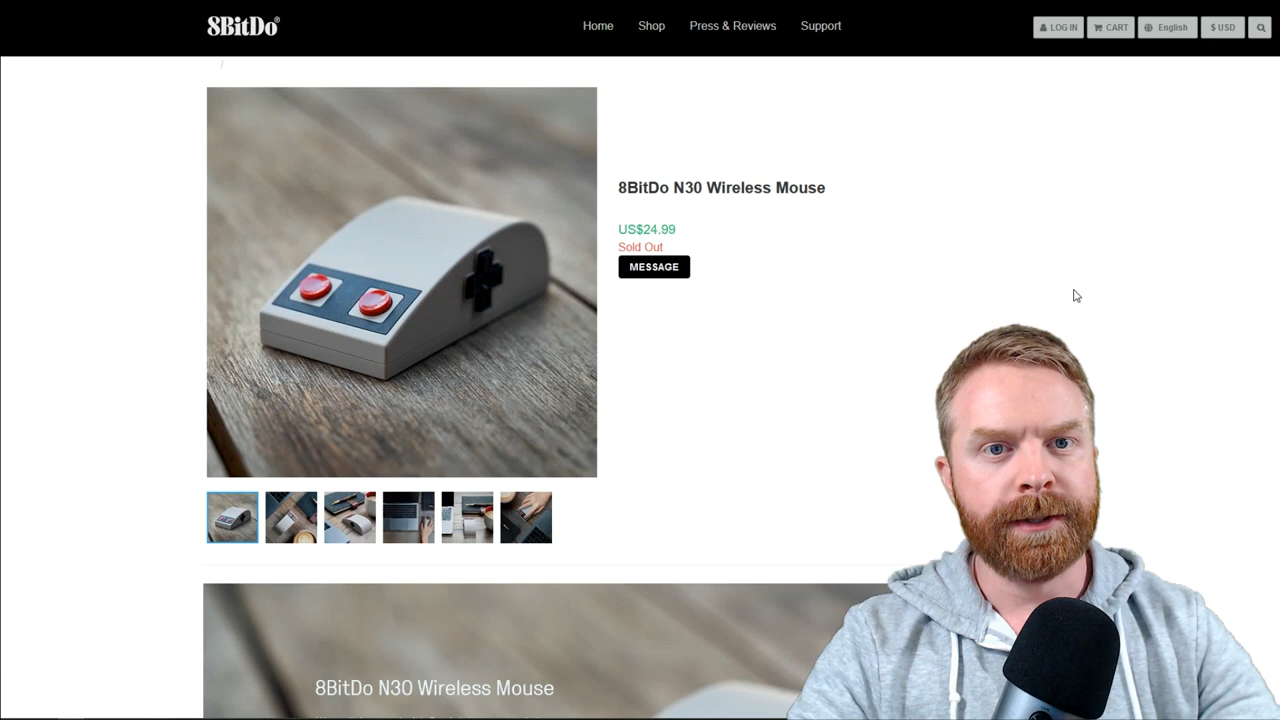 8BitDo®
Home
Shop
Press & Reviews
Support
LOG IN
CART
English
$ USD
/
8BitDo N30 Wireless Mouse
US$24.99
Sold Out
MESSAGE
8BitDo N30 Wireless Mouse